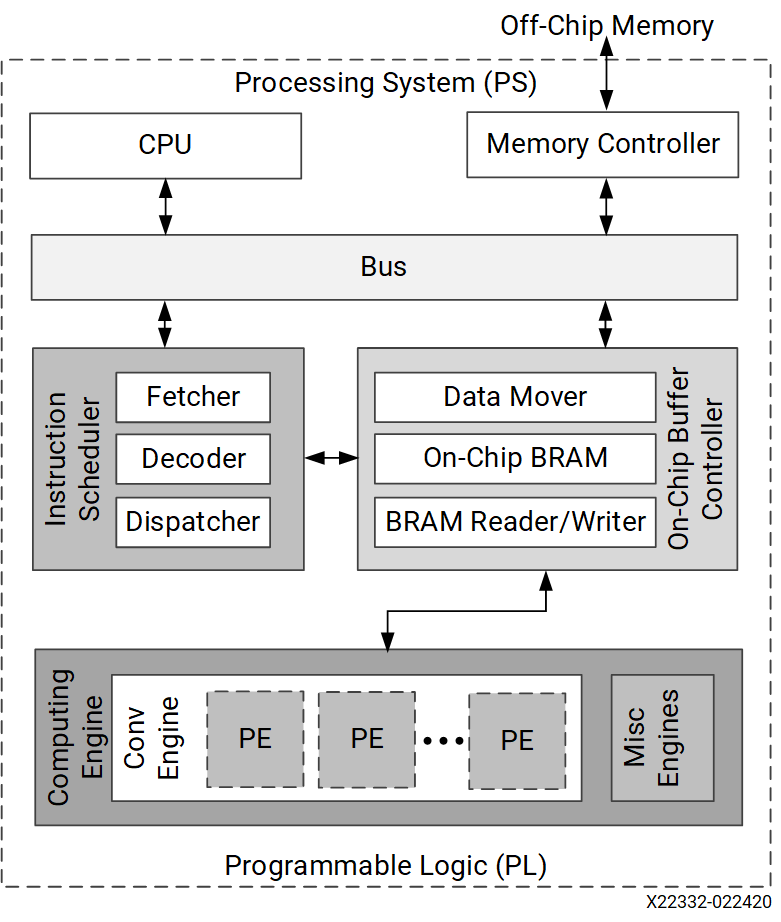 Off-Chip Memory
Processing System (PS)
CPU
Memory Controller
Bus
Instruction
Scheduler
Fetcher
Decoder
Dispatcher
Data Mover
On-Chip BRAM
BRAM Reader/Writer
On-Chip Buffer
Controller
Computing
Engine
Conv
Engine
PE
PE
PE
Misc
Engines
Programmable Logic (PL)
X22332-022420